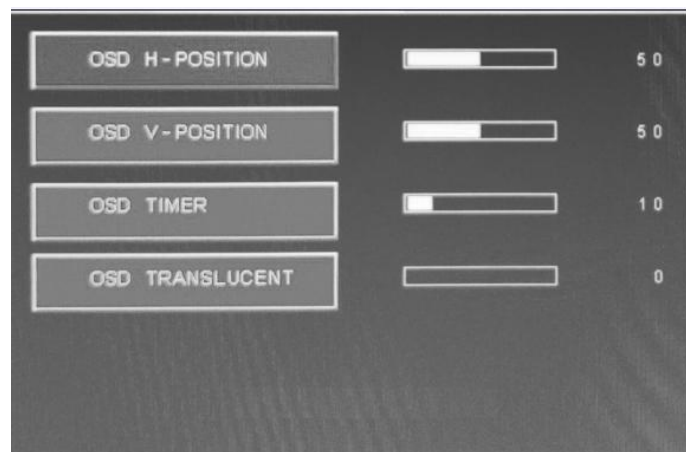 OSD H-POSITION 50
OSD V-POSITION 50
OSD TIMER 10
OSD TRANSLUCENT 0